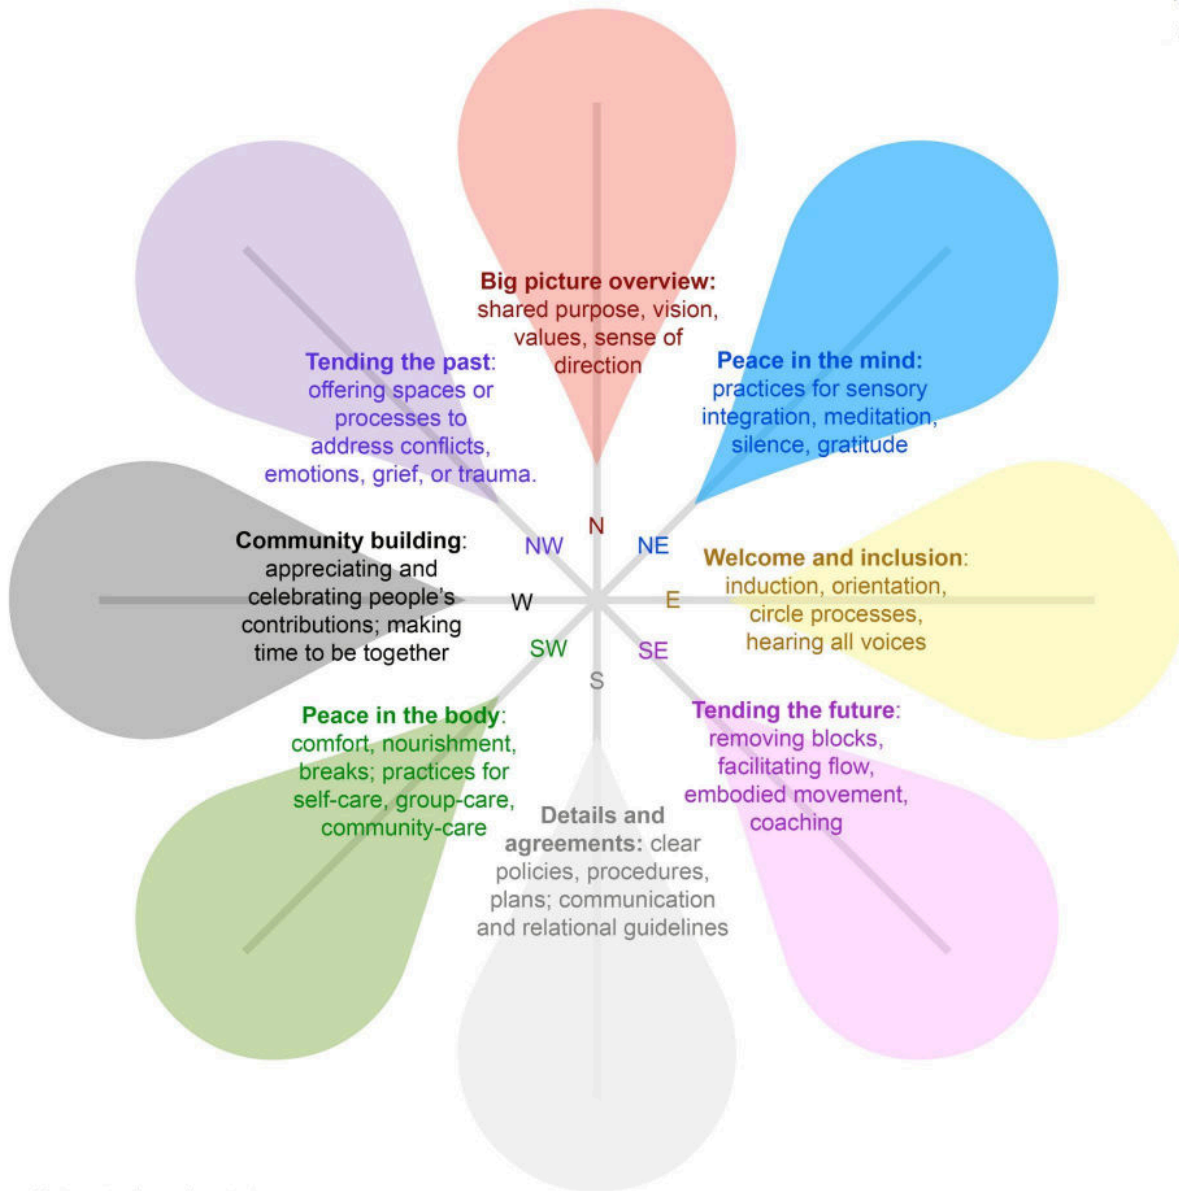 Big picture overview:
shared purpose, vision,
values, sense of
direction
Peace in the mind:
practices for sensory
integration, meditation,
silence, gratitude
Tending the past:
offering spaces or
processes to
address conflicts,
emotions, grief, or trauma.
N
NW
NE
Community building:
appreciating and
celebrating people's
contributions; making
time to be together
W
E
Welcome and inclusion:
induction, orientation,
circle processes,
hearing all voices
SW
SE
S
Peace in the body:
comfort, nourishment,
breaks; practices for
self-care, group-care,
community-care
Tending the future:
removing blocks,
facilitating flow,
embodied movement,
coaching
Details and
agreements: clear
policies, procedures,
plans; communication
and relational guidelines